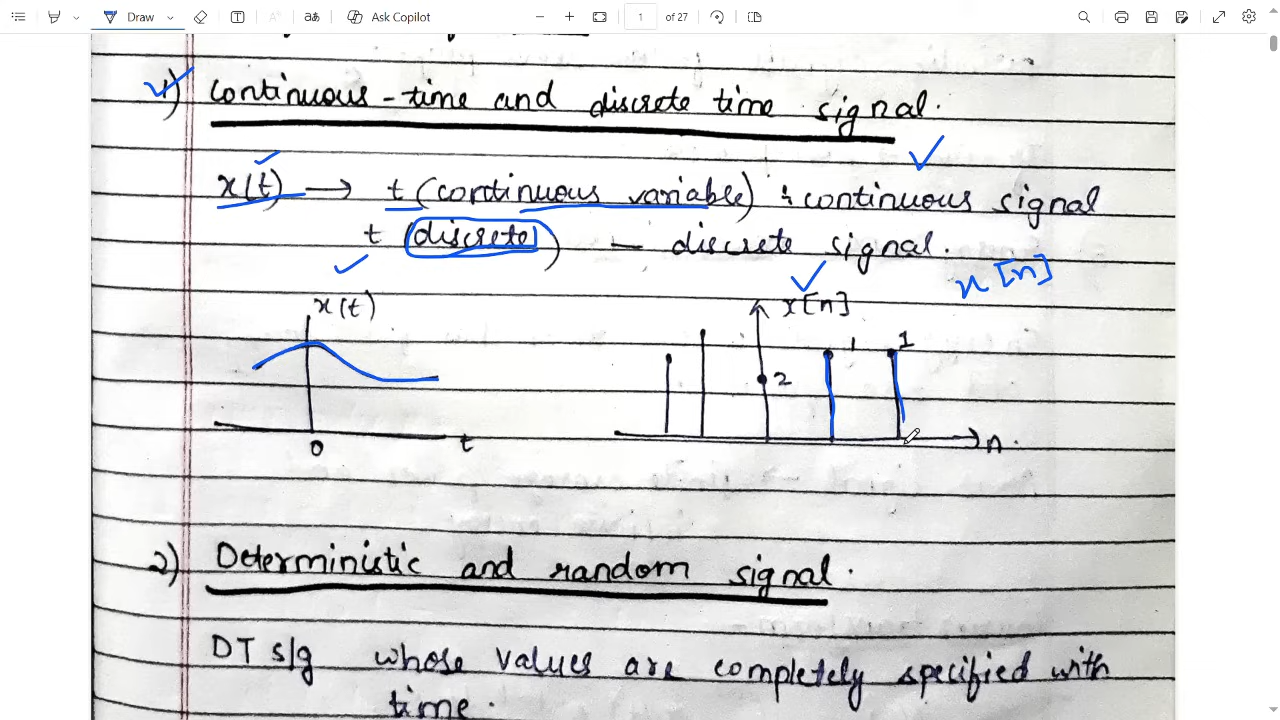 Draw
Ask Copilot
1 of 27
1) Continuous-time and discrete time signal.
x(t) → t (continuous variable) : continuous signal
t (discrete) — discrete signal.
x[n]
x(t)
x[n]
1
1
2
0
t
n.
2) Deterministic and random signal.
DT s/g whose values are completely specified with
time.